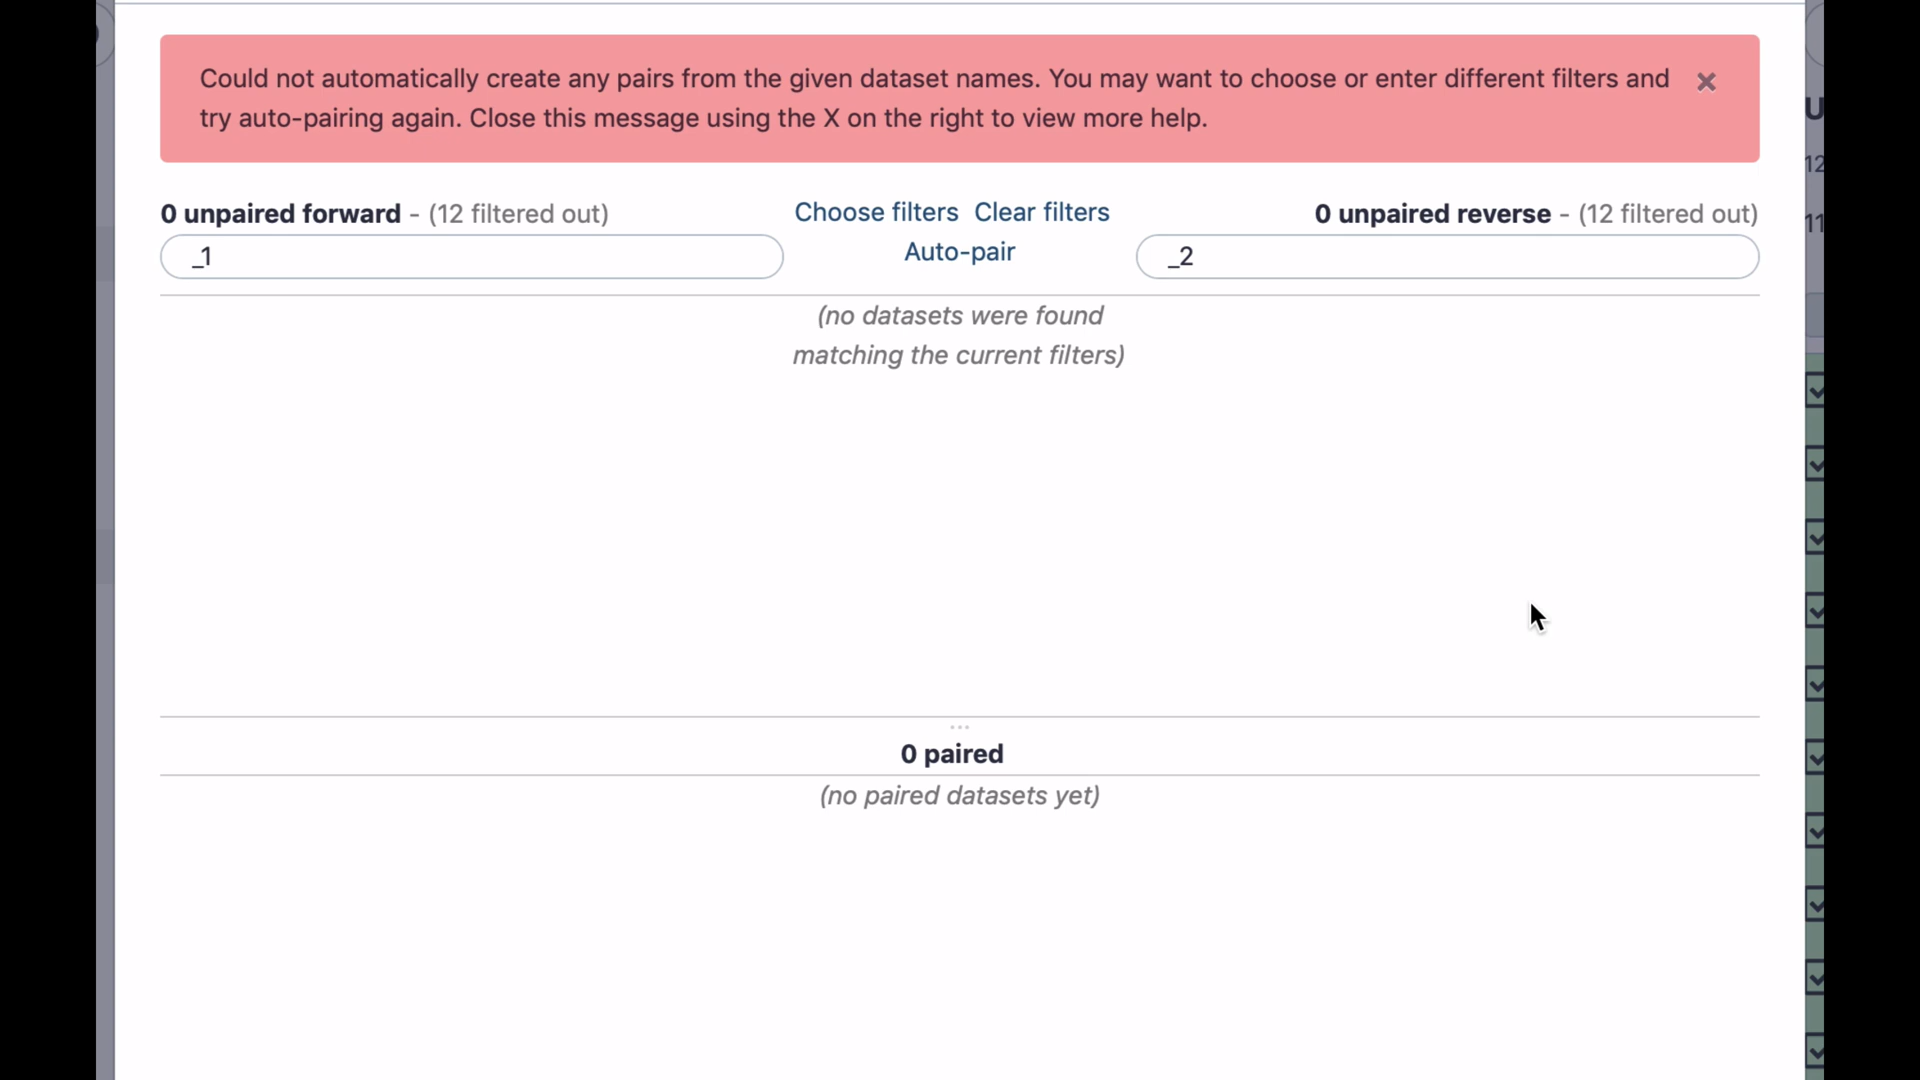 Could not automatically create any pairs from the given dataset names. You may want to choose or enter different filters and
try auto-pairing again. Close this message using the X on the right to view more help.
0 unpaired forward - (12 filtered out)
Choose filters Clear filters
0 unpaired reverse - (12 filtered out)
_1
Auto-pair
_2
(no datasets were found
matching the current filters)
0 paired
(no paired datasets yet)
U
12
11